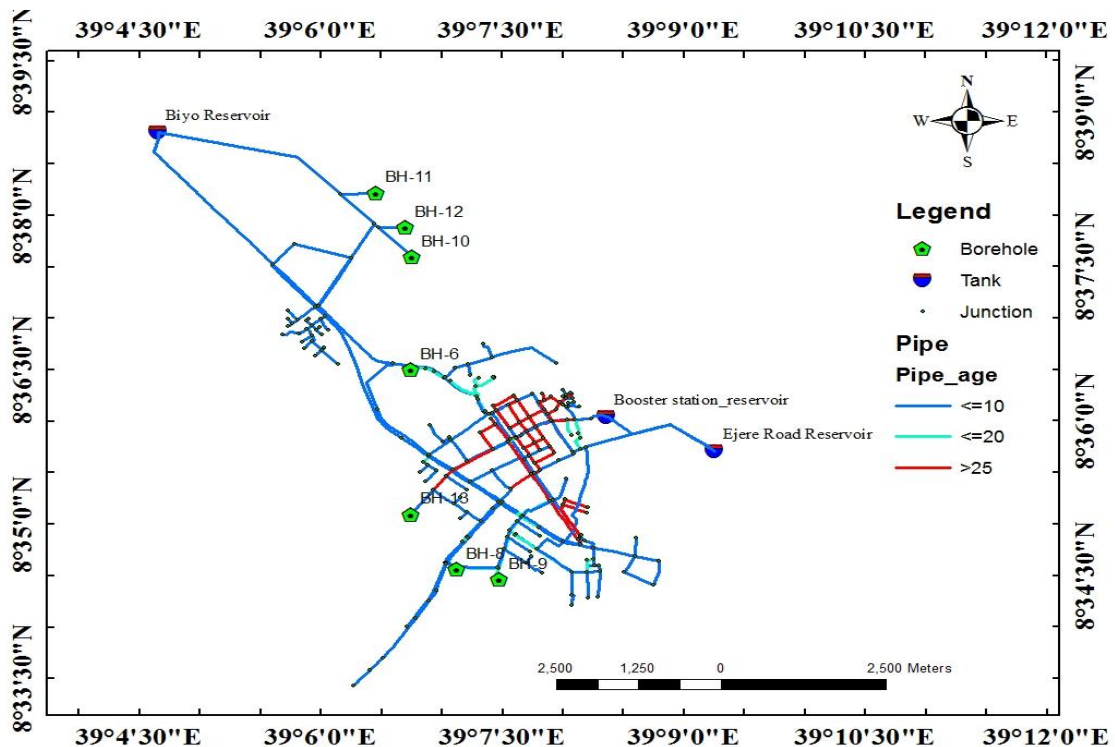 39°4'30"E 39°6'0"E 39°7'30"E 39°9'0"E 39°10'30"E 39°12'0"E
8°39'30"N
8°38'0"N
8°36'30"N
8°35'0"N
8°33'30"N
8°39'0"N
8°37'30"N
8°36'0"N
8°34'30"N
N
W E
S
Biyo Reservoir
BH-11
BH-12
BH-10
BH-6
Booster station_reservoir
Ejere Road Reservoir
BH-13
BH-8
BH-9
Legend
Borehole
Tank
Junction
Pipe
Pipe_age
<=10
<=20
>25
2,500 1,250 0 2,500 Meters
39°4'30"E 39°6'0"E 39°7'30"E 39°9'0"E 39°10'30"E 39°12'0"E